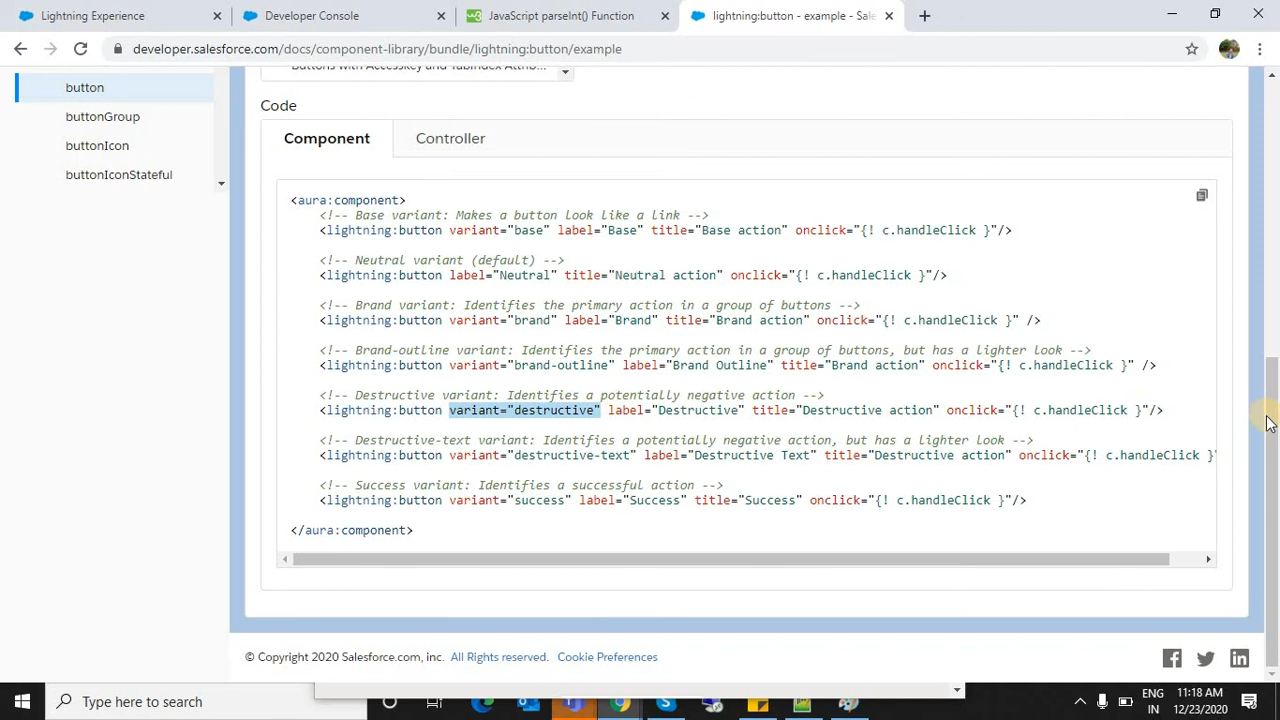 Lightning Experience
Developer Console
JavaScript parseInt() Function
lightning:button - example - Sal
developer.salesforce.com/docs/component-library/bundle/lightning:button/example
Buttons with Accesskey and TabIndex Attrib...
button
buttonGroup
buttonIcon
buttonIconStateful
Code
Component
Controller
<aura:component>
<!-- Base variant: Makes a button look like a link -->
<lightning:button variant="base" label="Base" title="Base action" onclick="{! c.handleClick }"/>
<!-- Neutral variant (default) -->
<lightning:button label="Neutral" title="Neutral action" onclick="{! c.handleClick }"/>
<!-- Brand variant: Identifies the primary action in a group of buttons -->
<lightning:button variant="brand" label="Brand" title="Brand action" onclick="{! c.handleClick }" />
<!-- Brand-outline variant: Identifies the primary action in a group of buttons, but has a lighter look -->
<lightning:button variant="brand-outline" label="Brand Outline" title="Brand action" onclick="{! c.handleClick }" />
<!-- Destructive variant: Identifies a potentially negative action -->
<lightning:button variant="destructive" label="Destructive" title="Destructive action" onclick="{! c.handleClick }"/>
<!-- Destructive-text variant: Identifies a potentially negative action, but has a lighter look -->
<lightning:button variant="destructive-text" label="Destructive Text" title="Destructive action" onclick="{! c.handleClick }"
<!-- Success variant: Identifies a successful action -->
<lightning:button variant="success" label="Success" title="Success" onclick="{! c.handleClick }"/>
</aura:component>
© Copyright 2020 Salesforce.com, inc. All Rights reserved. Cookie Preferences
Type here to search
ENG
IN
11:18 AM
12/23/2020